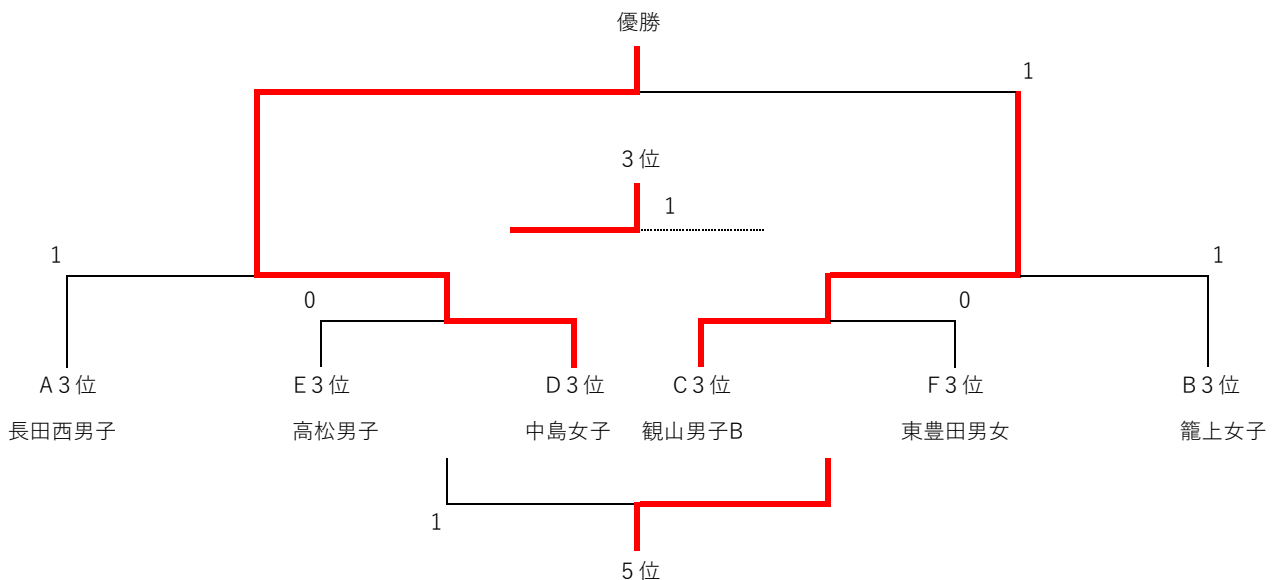 優勝
1
3位
1
1
1
0
0
A3位
E3位
D3位
C3位
F3位
B3位
長田西男子
高松男子
中島女子
観山男子B
東豊田男女
籠上女子
1
5位